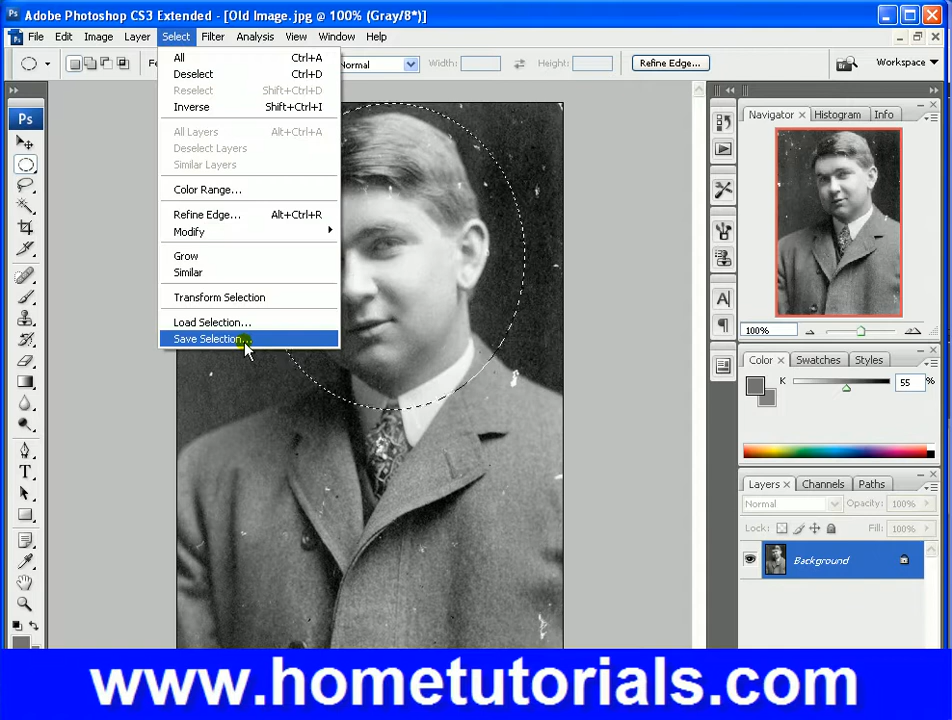 Adobe Photoshop CS3 Extended - [Old Image.jpg @ 100% (Gray/8*)]
File Edit Image Layer Select Filter Analysis View Window Help
Normal Width: Height: Refine Edge... Workspace
All Ctrl+A
Deselect Ctrl+D
Reselect Shift+Ctrl+D
Inverse Shift+Ctrl+I
All Layers Alt+Ctrl+A
Deselect Layers
Similar Layers
Color Range...
Refine Edge... Alt+Ctrl+R
Modify
Grow
Similar
Transform Selection
Load Selection...
Save Selection...
Ps
Navigator x Histogram Info
100%
Color x Swatches Styles
K 55 %
Layers x Channels Paths
Normal Opacity: 100%
Lock: Fill: 100%
Background
www.hometutorials.com